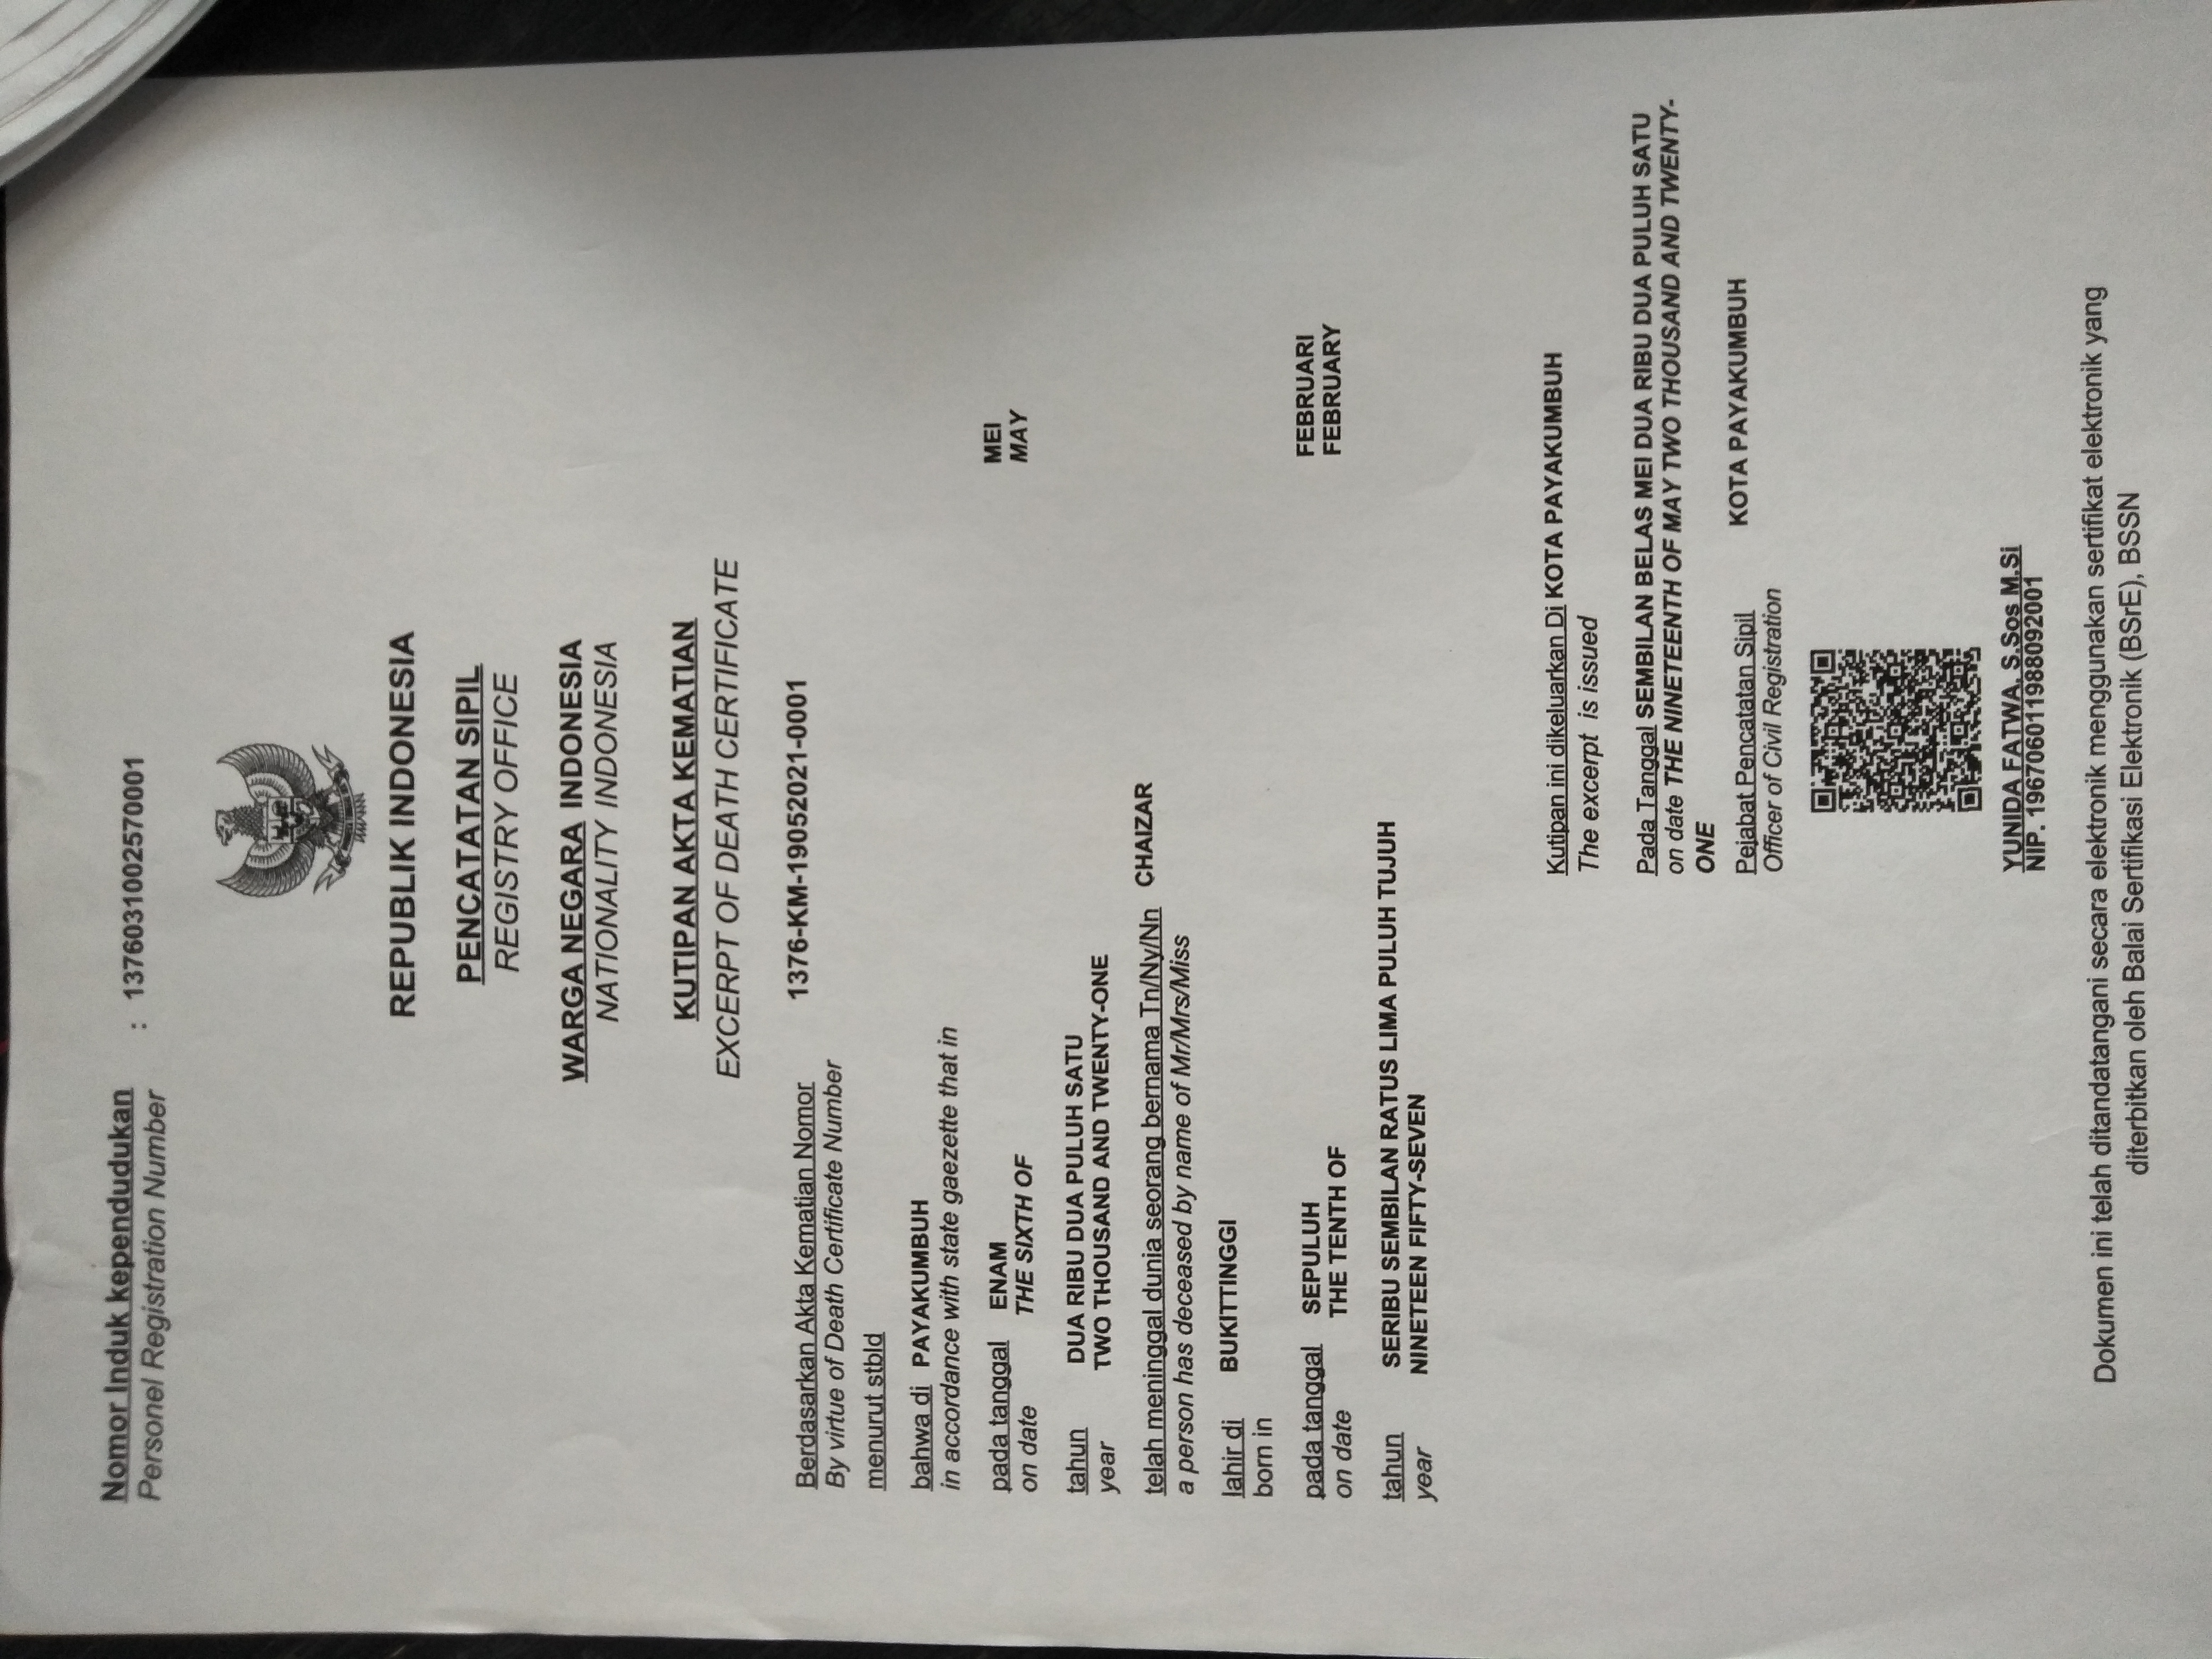 Nomor Induk kependudukan : 1376031002570001
Personel Registration Number
REPUBLIK INDONESIA
PENCATATAN SIPIL
REGISTRY OFFICE
WARGA NEGARA INDONESIA
NATIONALITY INDONESIA
KUTIPAN AKTA KEMATIAN
EXCERPT OF DEATH CERTIFICATE
Berdasarkan Akta Kematian Nomor 1376-KM-19052021-0001
By virtue of Death Certificate Number
menurut stbld
bahwa di PAYAKUMBUH
in accordance with state gaezette that in
pada tanggal ENAM MEI
on date THE SIXTH OF MAY
tahun DUA RIBU DUA PULUH SATU
year TWO THOUSAND AND TWENTY-ONE
telah meninggal dunia seorang bernama Tn/Ny/Nn CHAIZAR
a person has deceased by name of Mr/Mrs/Miss
lahir di BUKITTINGGI
born in
pada tanggal SEPULUH FEBRUARI
on date THE TENTH OF FEBRUARY
tahun SERIBU SEMBILAN RATUS LIMA PULUH TUJUH
year NINETEEN FIFTY-SEVEN
Kutipan ini dikeluarkan Di KOTA PAYAKUMBUH
The excerpt is issued
Pada Tanggal SEMBILAN BELAS MEI DUA RIBU DUA PULUH SATU
on date THE NINETEENTH OF MAY TWO THOUSAND AND TWENTY-
ONE
Pejabat Pencatatan Sipil KOTA PAYAKUMBUH
Officer of Civil Registration
YUNIDA FATWA, S.Sos M.Si
NIP. 196706011988092001
Dokumen ini telah ditandatangani secara elektronik menggunakan sertifikat elektronik yang
diterbitkan oleh Balai Sertifikasi Elektronik (BSrE), BSSN